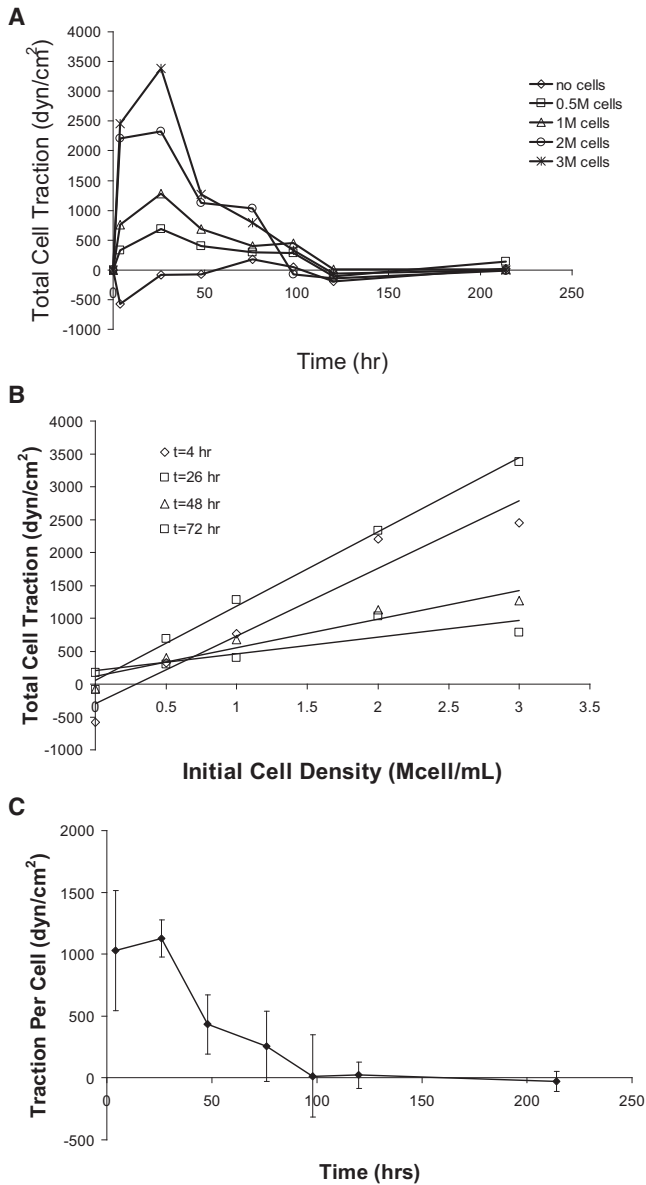 A
Total Cell Traction (dyn/cm2)
4000
3500
3000
2500
2000
1500
1000
500
0
-500
-1000
0
50
100
150
200
250
no cells
0.5M cells
1M cells
2M cells
3M cells
Time (hr)
B
Total Cell Traction (dyn/cm2)
4000
3500
3000
2500
2000
1500
1000
500
0
-500
-1000
t=4 hr
t=26 hr
t=48 hr
t=72 hr
0
0.5
1
1.5
2
2.5
3
3.5
Initial Cell Density (Mcell/mL)
C
Traction Per Cell (dyn/cm2)
2000
1500
1000
500
0
-500
0
50
100
150
200
250
Time (hrs)